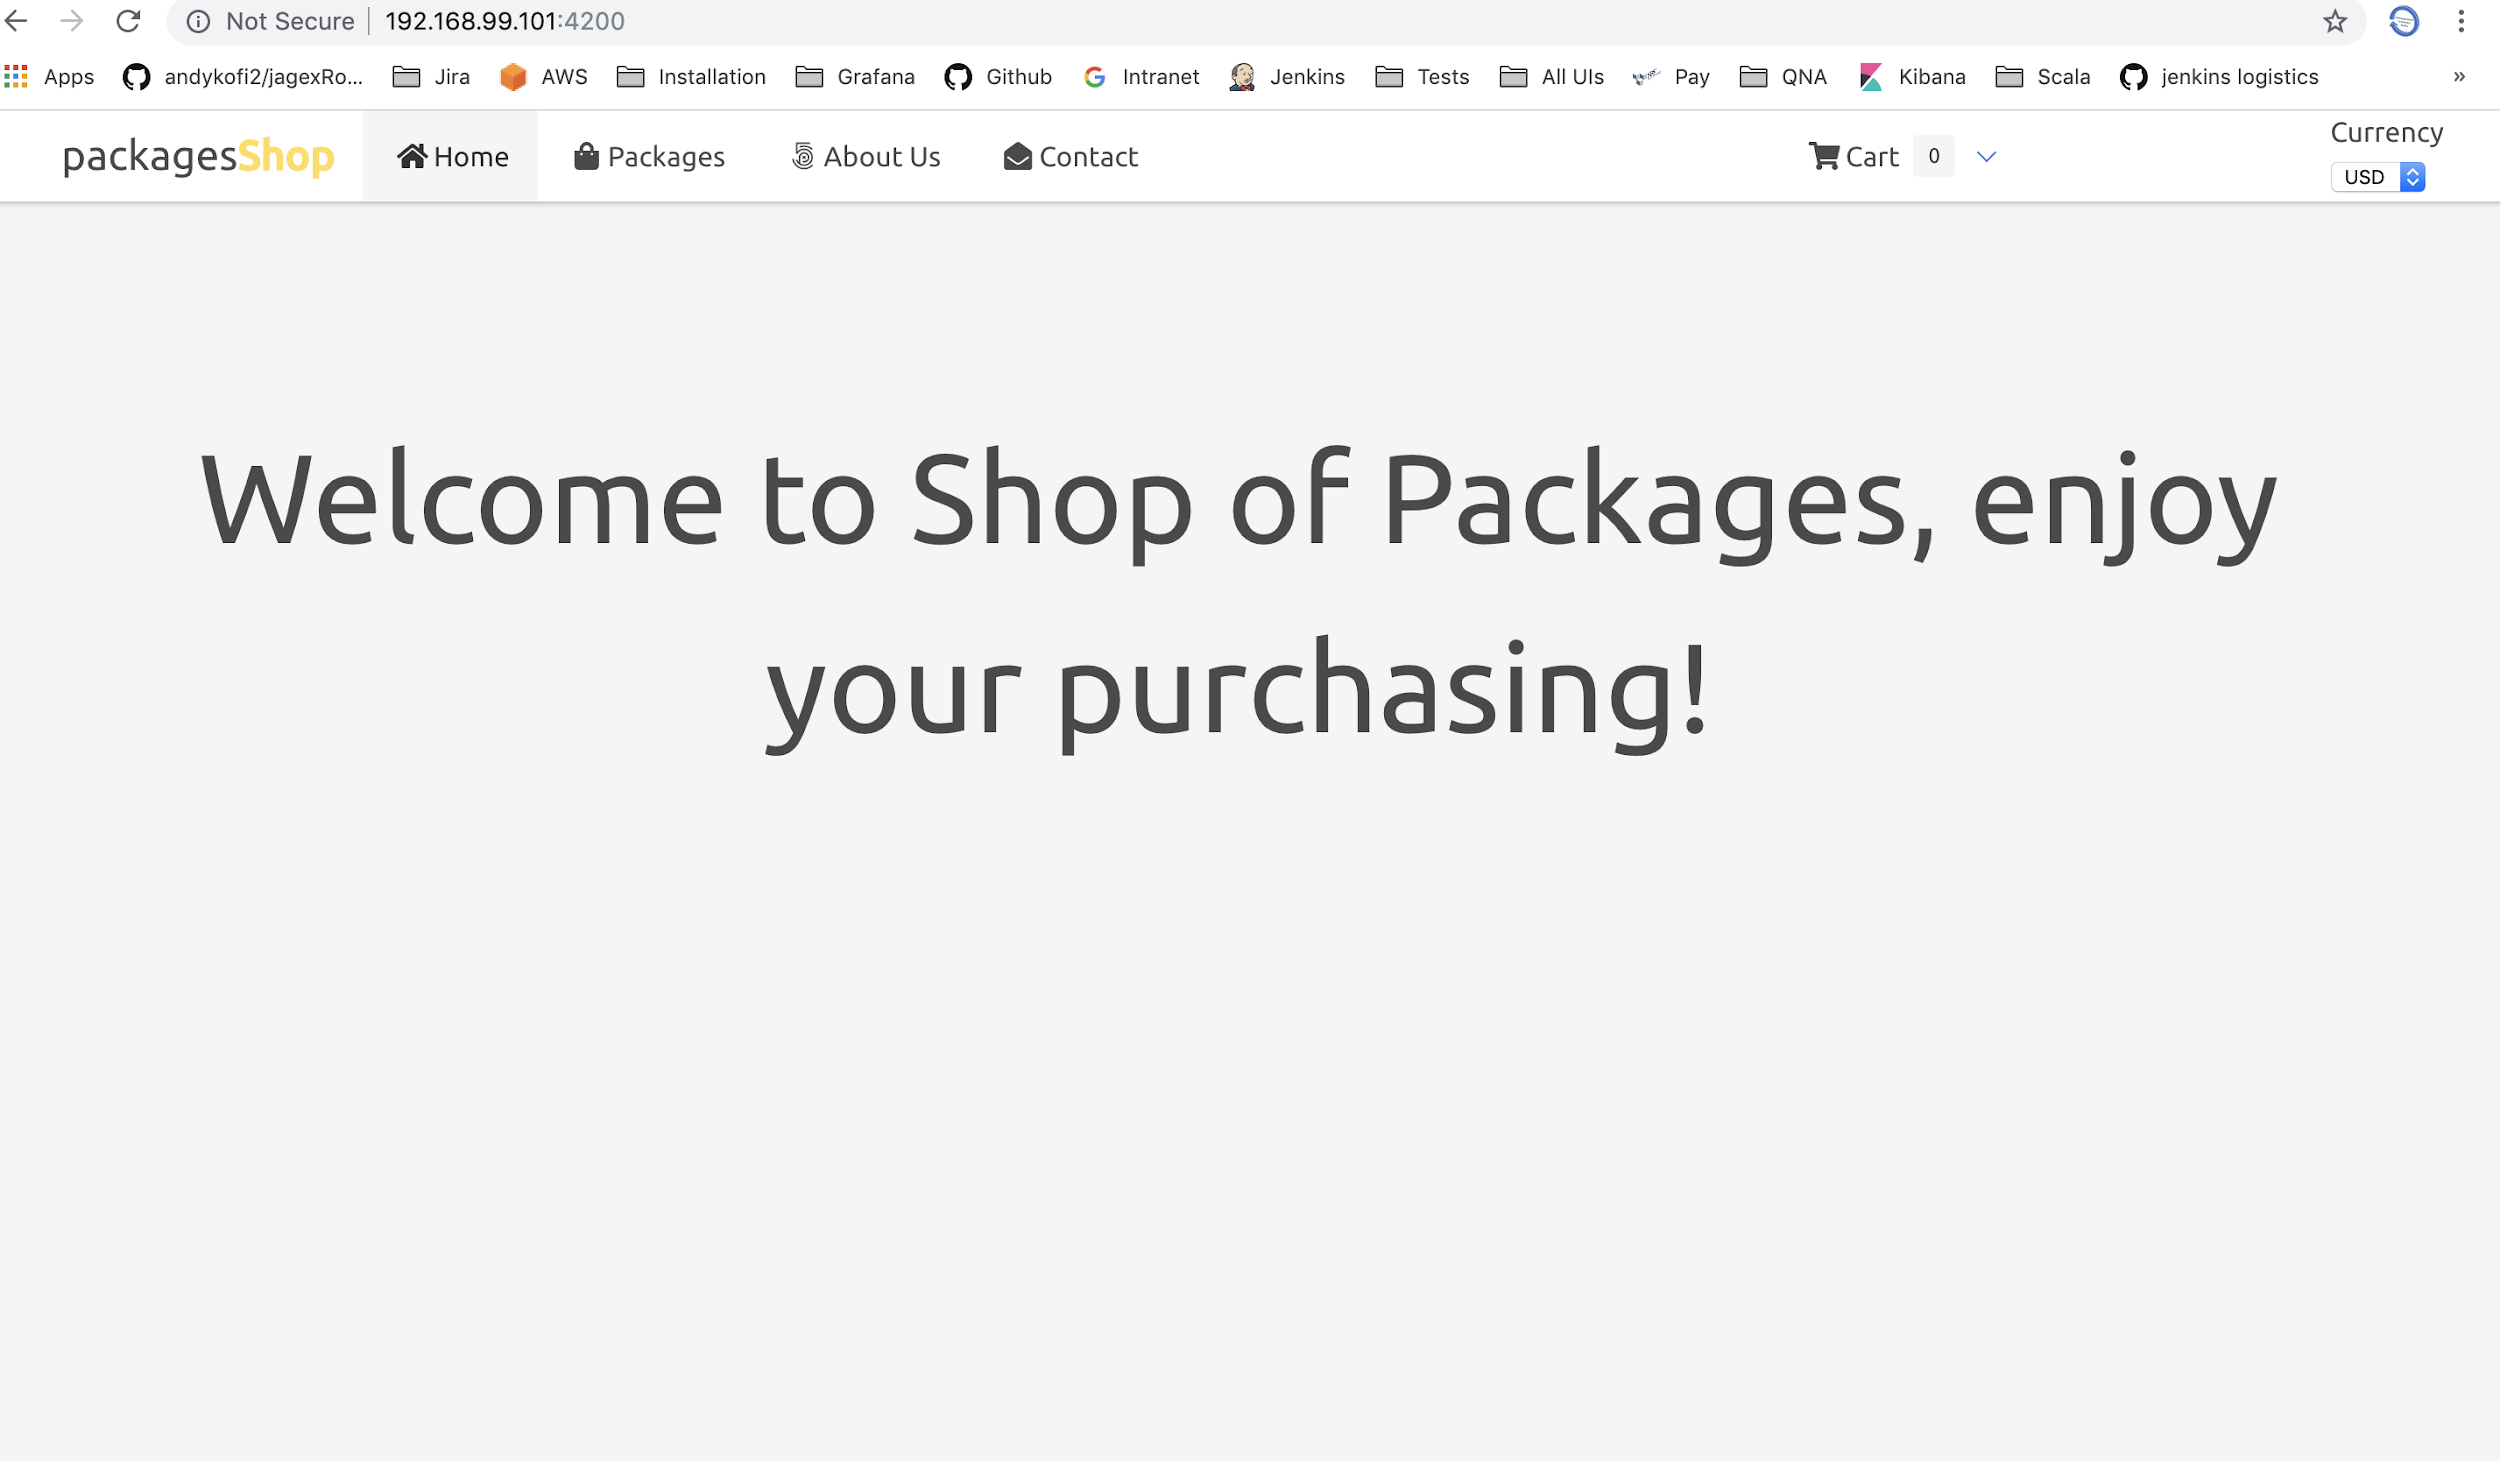 Not Secure | 192.168.99.101:4200
Apps andykofi2/jagexRo... Jira AWS Installation Grafana Github Intranet Jenkins Tests All UIs Pay QNA Kibana Scala jenkins logistics »
packagesShop Home Packages About Us Contact Cart 0 Currency
USD
Welcome to Shop of Packages, enjoy
your purchasing!